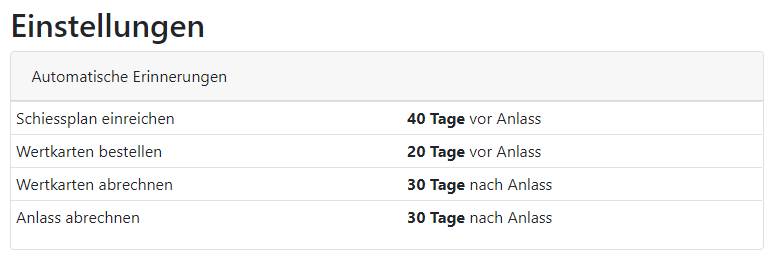 Einstellungen
Automatische Erinnerungen
Schiessplan einreichen 40 Tage vor Anlass
Wertkarten bestellen 20 Tage vor Anlass
Wertkarten abrechnen 30 Tage nach Anlass
Anlass abrechnen 30 Tage nach Anlass